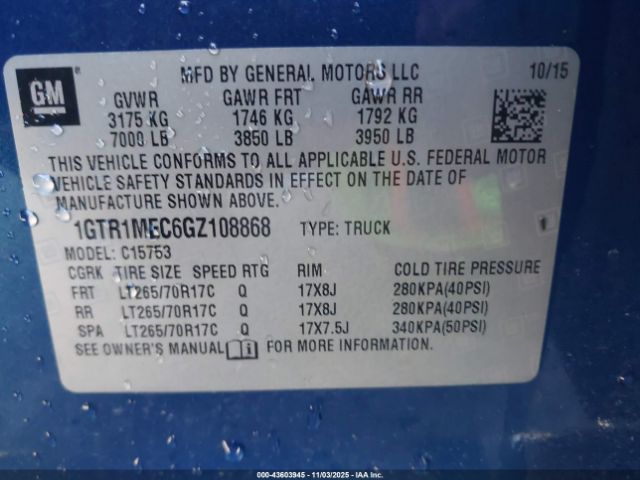 GM
MFD BY GENERAL MOTORS LLC 10/15
GVWR GAWR FRT GAWR RR
3175 KG 1746 KG 1792 KG
7000 LB 3850 LB 3950 LB
THIS VEHICLE CONFORMS TO ALL APPLICABLE U.S. FEDERAL MOTOR
VEHICLE SAFETY STANDARDS IN EFFECT ON THE DATE OF
MANUFACTURE SHOWN ABOVE.
1GTR1MEC6GZ108868 TYPE: TRUCK
MODEL: C15753
CGRK TIRE SIZE SPEED RTG RIM COLD TIRE PRESSURE
FRT LT265/70R17C Q 17X8J 280KPA(40PSI)
RR LT265/70R17C Q 17X8J 280KPA(40PSI)
SPA LT265/70R17C Q 17X7.5J 340KPA(50PSI)
SEE OWNER'S MANUAL FOR MORE INFORMATION.
000-43603945 - 11/03/2025 - IAAI.com